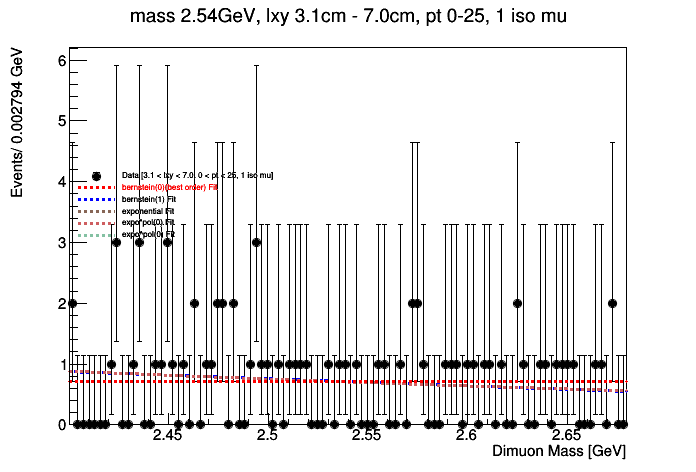 mass 2.54GeV, lxy 3.1cm - 7.0cm, pt 0-25, 1 iso mu
Events/ 0.002794 GeV
6
5
4
3
2
1
0
Data [3.1 < lxy < 7.0, 0 < pt < 25, 1 iso mu]
bernstein(0)(best order) Fit
bernstein(1) Fit
exponential Fit
expo*pol(0) Fit
expo*pol(0) Fit
2.45 2.5 2.55 2.6 2.65
Dimuon Mass [GeV]